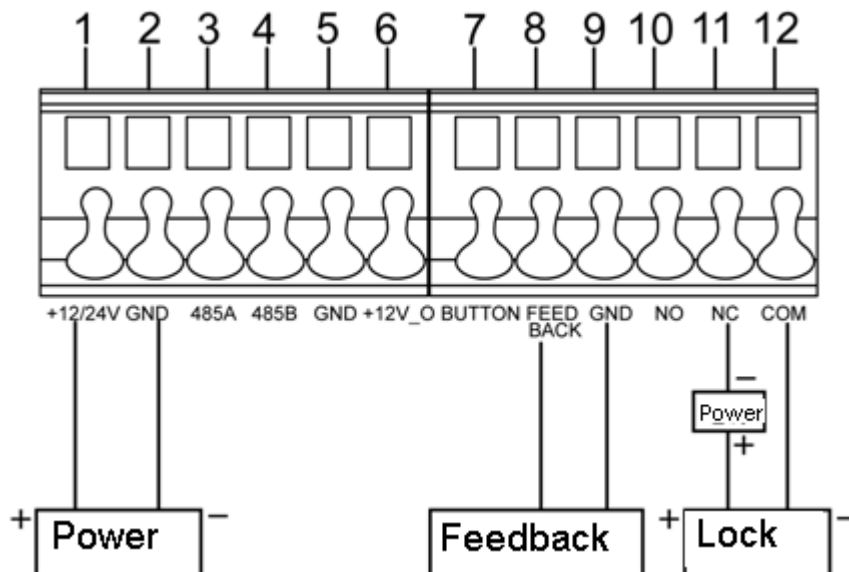 1 2 3 4 5 6 7 8 9 10 11 12
+12/24V GND 485A 485B GND +12V_O BUTTON FEED GND NO NC COM
BACK
−
Power
+
+ Power − Feedback + Lock −